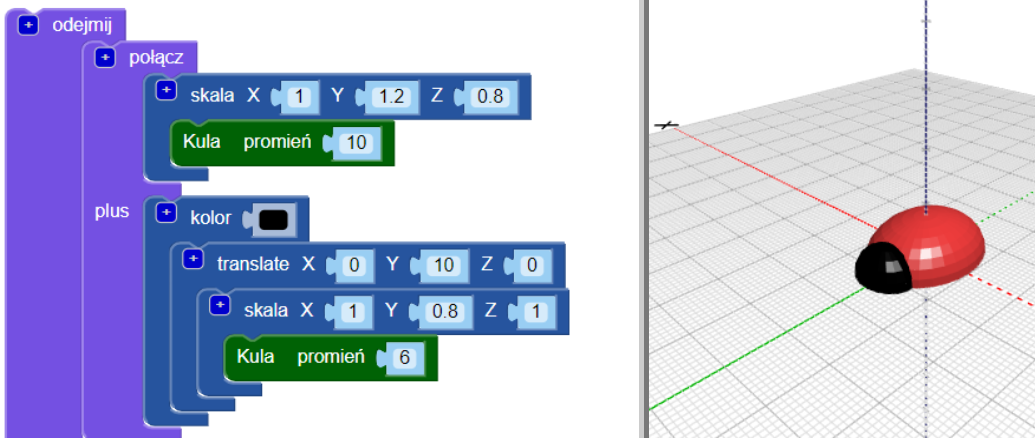 + odejmij
+ połącz
+ skala X 1 Y 1.2 Z 0.8
Kula promień 10
plus + kolor
+ translate X 0 Y 10 Z 0
+ skala X 1 Y 0.8 Z 1
Kula promień 6